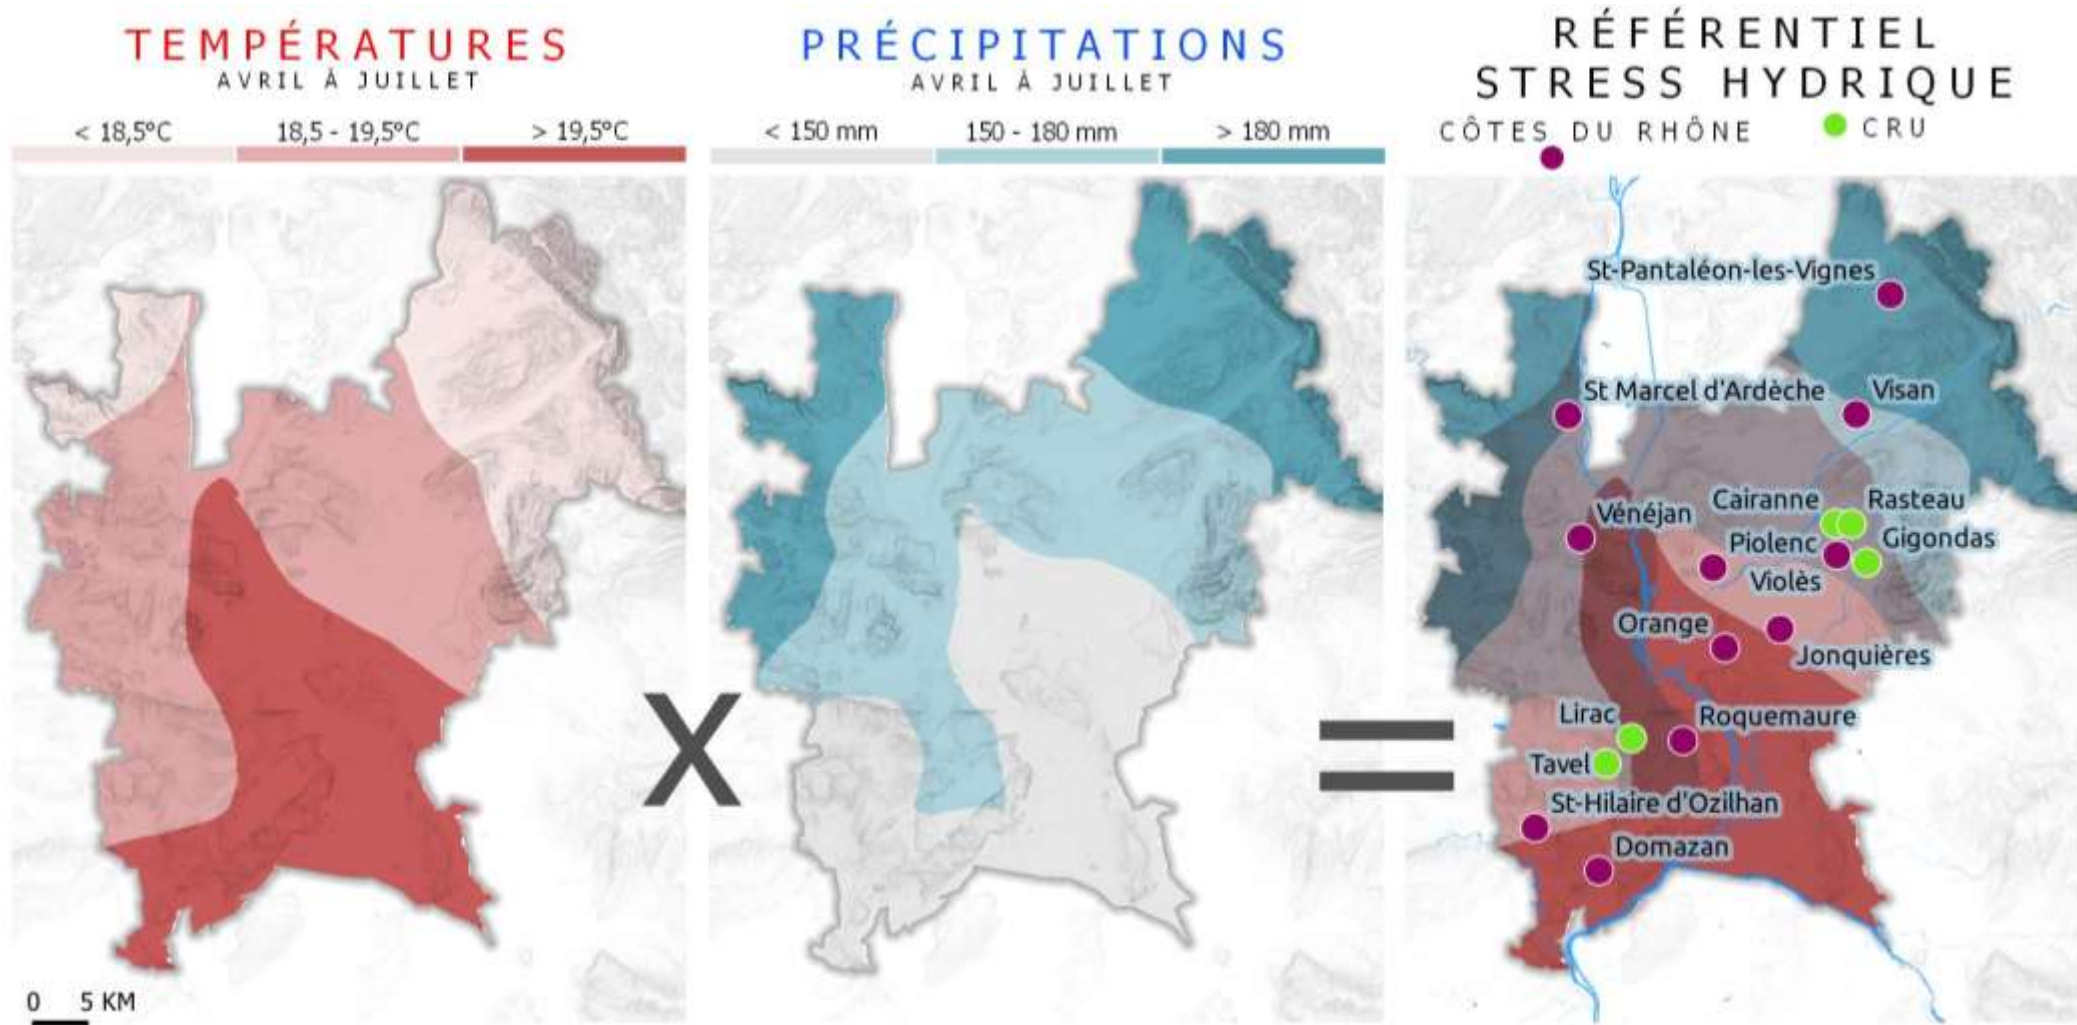 TEMPÉRATURES
AVRIL À JUILLET
< 18,5°C 18,5 - 19,5°C > 19,5°C
PRÉCIPITATIONS
AVRIL À JUILLET
< 150 mm 150 - 180 mm > 180 mm
RÉFÉRENTIEL
STRESS HYDRIQUE
CÔTES DU RHÔNE CRU
St-Pantaléon-les-Vignes
St Marcel d'Ardèche Visan
Cairanne Rasteau
Vénéjan
Piolenc Gigondas
Violès
Orange
Jonquières
Lirac Roquemaure
Tavel
St-Hilaire d'Ozilhan
Domazan
X =
0 5 KM